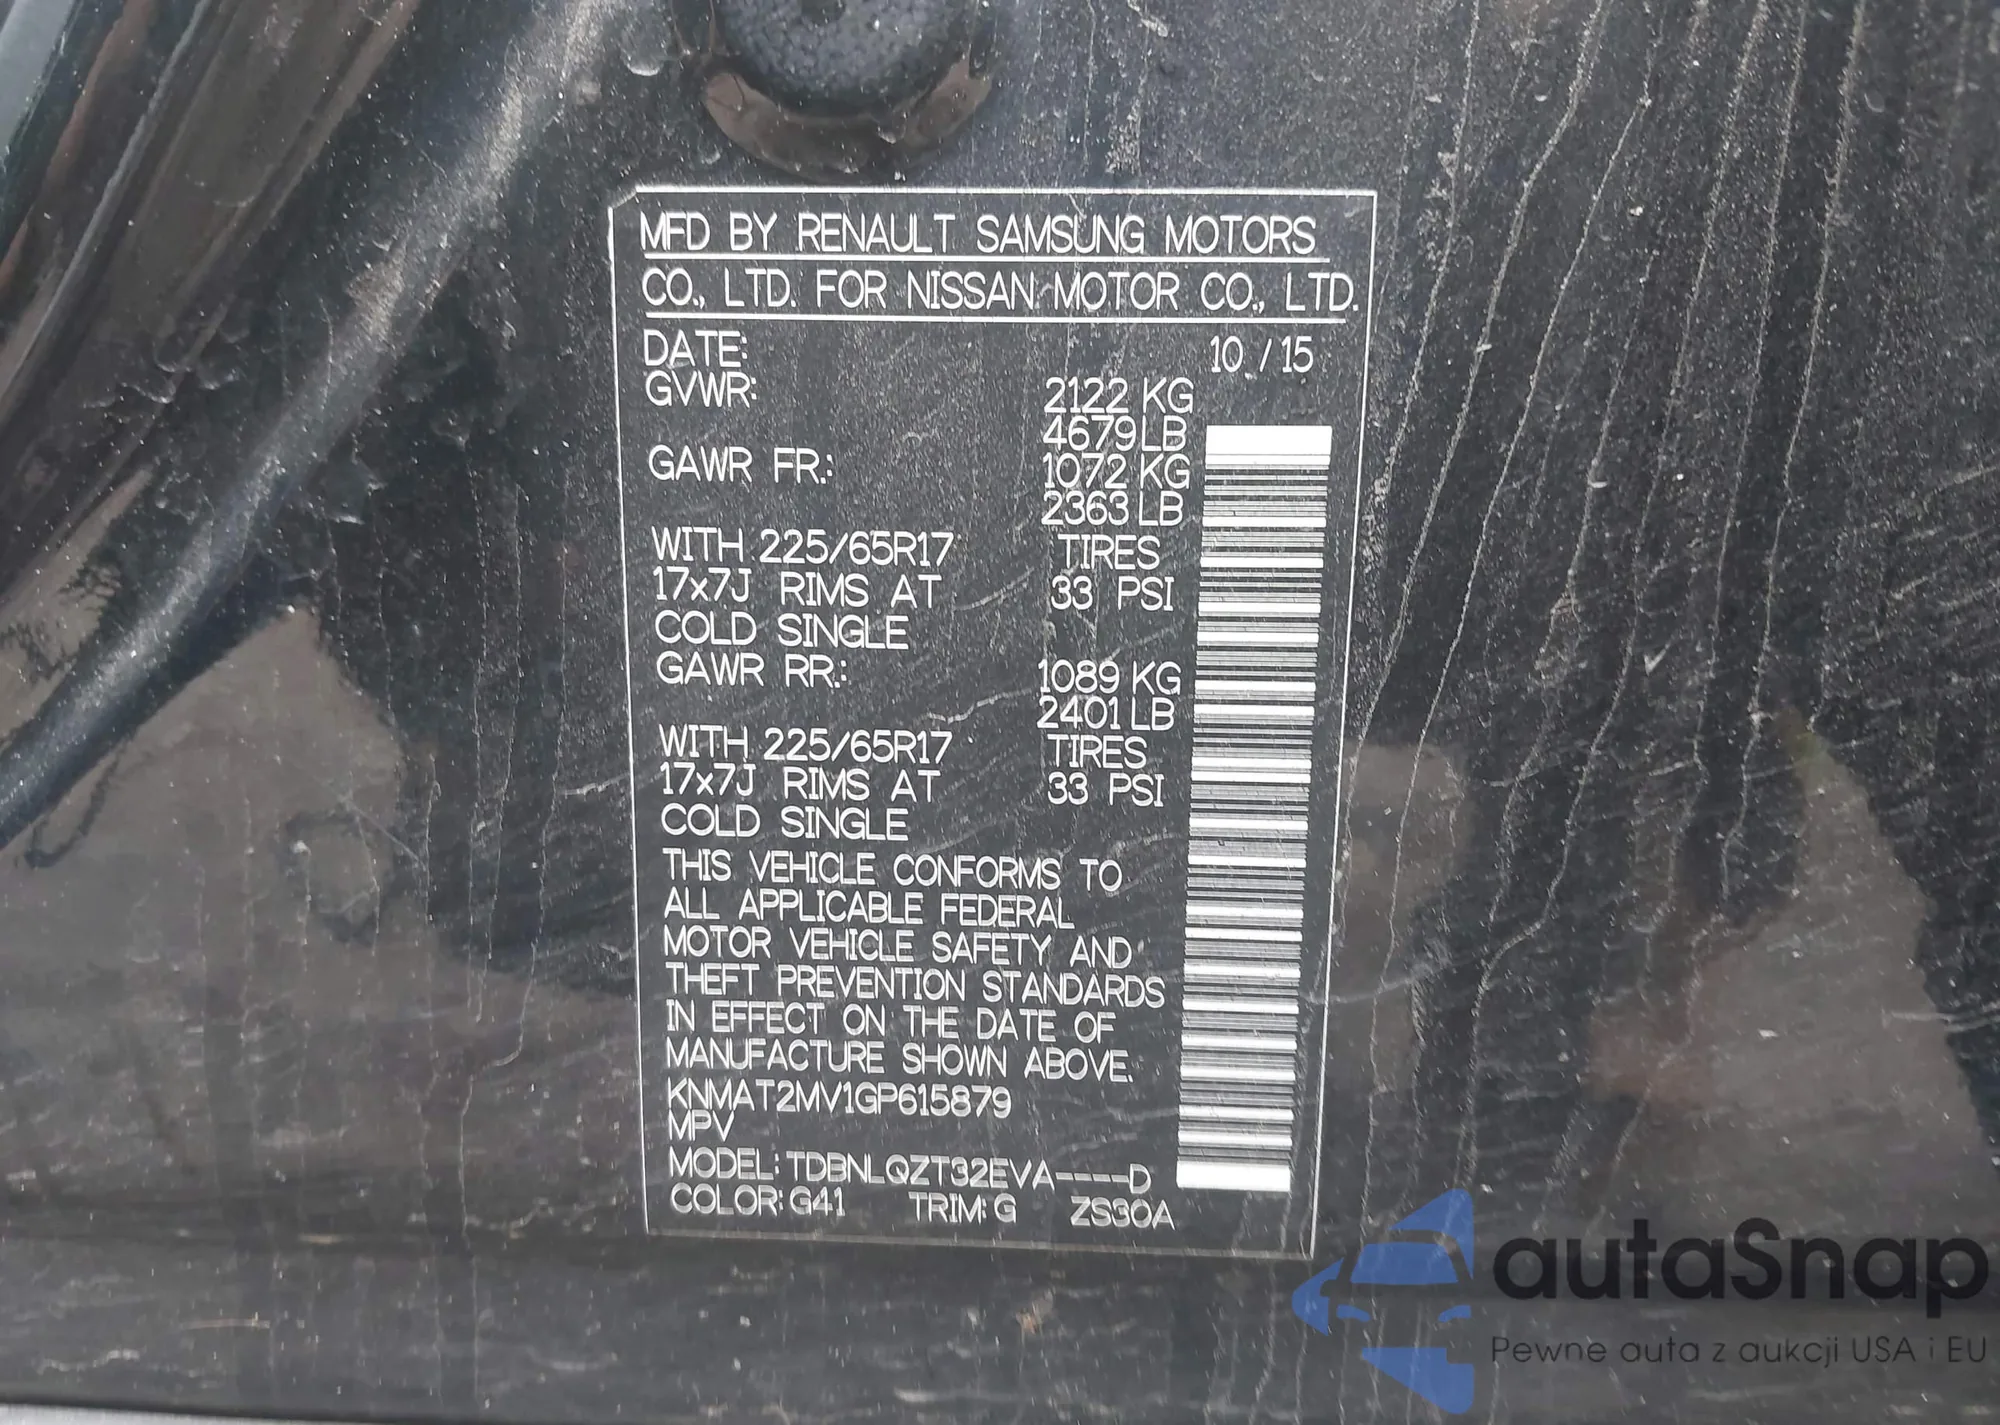 MFD BY RENAULT SAMSUNG MOTORS
CO., LTD. FOR NISSAN MOTOR CO., LTD.
DATE: 10 / 15
GVWR: 2122 KG
4679 LB
GAWR FR.: 1072 KG
2363 LB
WITH 225/65R17 TIRES
17x7J RIMS AT 33 PSI
COLD SINGLE
GAWR RR.: 1089 KG
2401 LB
WITH 225/65R17 TIRES
17x7J RIMS AT 33 PSI
COLD SINGLE
THIS VEHICLE CONFORMS TO
ALL APPLICABLE FEDERAL
MOTOR VEHICLE SAFETY AND
THEFT PREVENTION STANDARDS
IN EFFECT ON THE DATE OF
MANUFACTURE SHOWN ABOVE.
KNMAT2MV1GP615879
MPV
MODEL: TDBNLQZT32EVA----D
COLOR: G41 TRIM: G ZS30A
autaSnap
Pewne auta z aukcji USA i EU